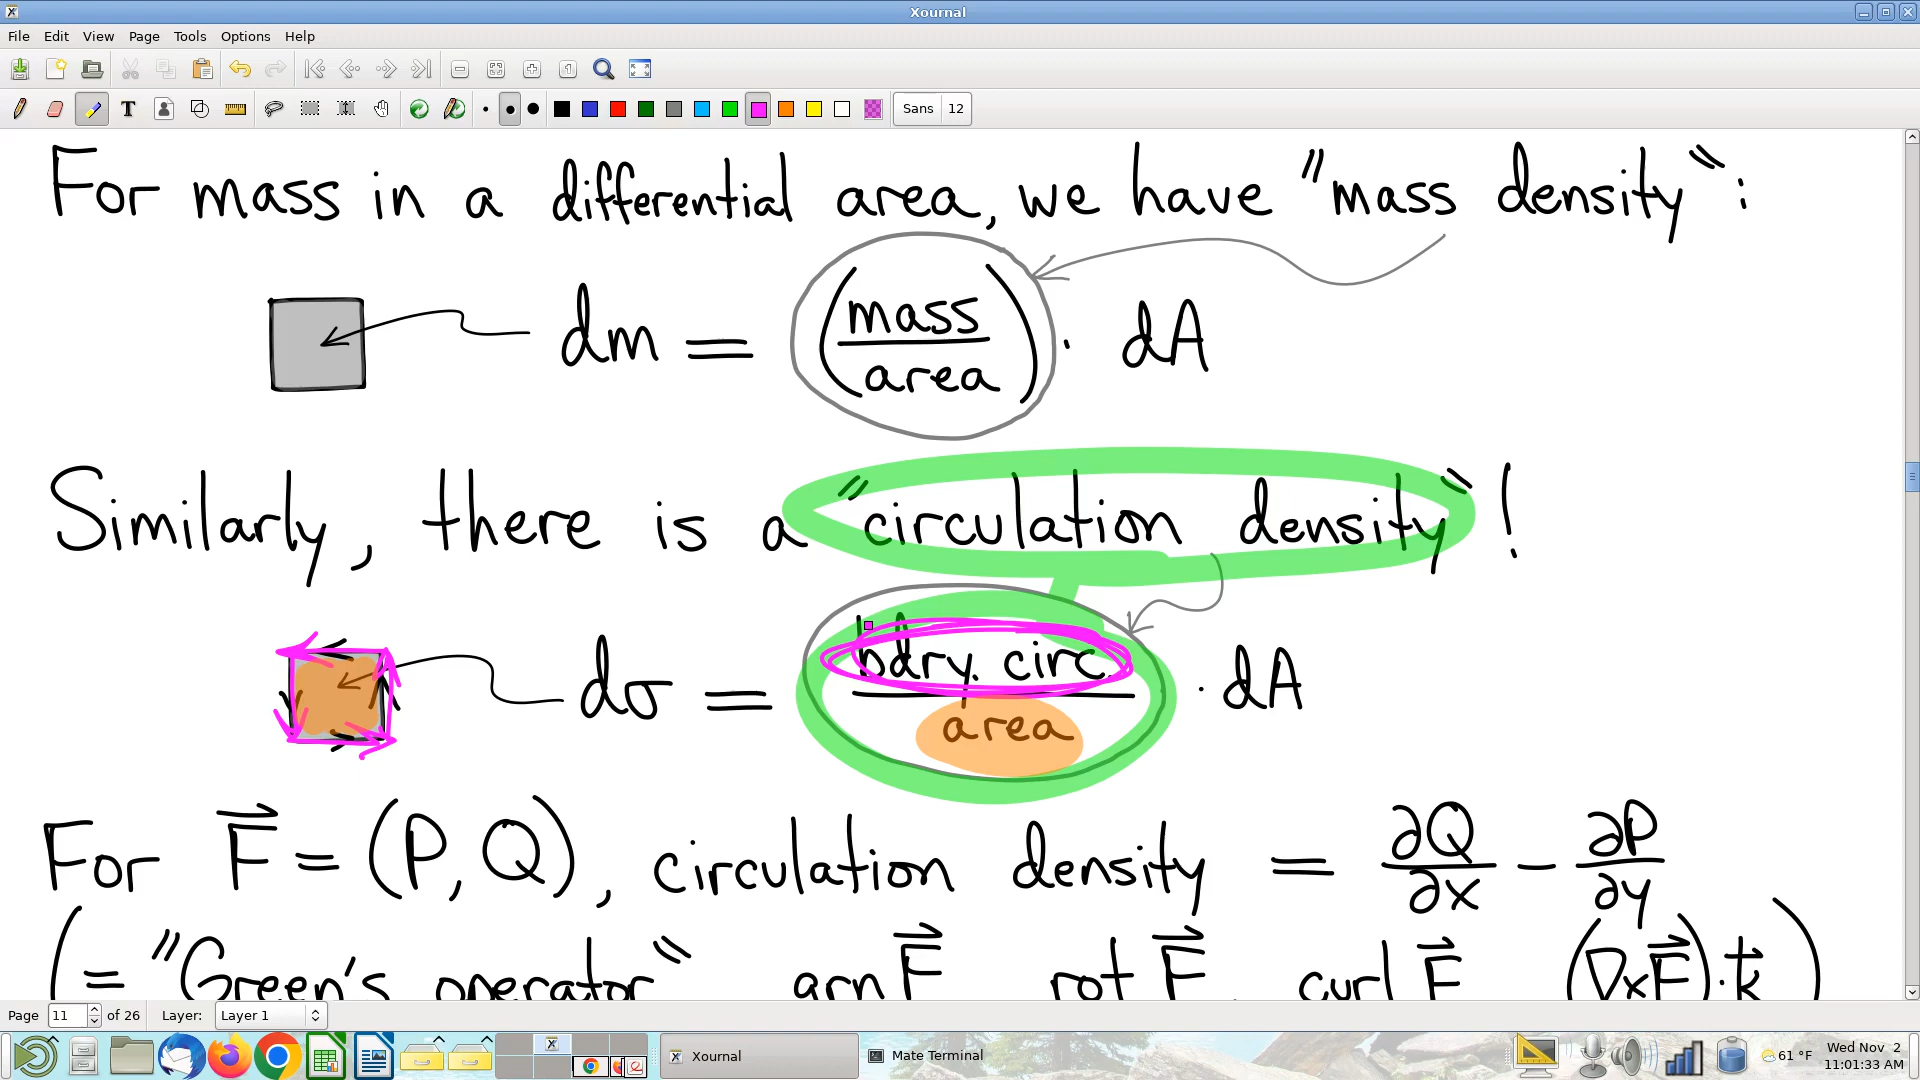 Xournal
File Edit View Page Tools Options Help
Sans 12
For mass in a differential area, we have "mass density":
dm = (mass/area) · dA
Similarly, there is a "circulation density"!
dσ = bdry. circ./area · dA
For F⃗ = (P, Q), circulation density = ∂Q/∂x − ∂P/∂y
(= "Green's operator" grn F⃗ rot F⃗, curl F⃗ (∇×F⃗)·k⃗)
Page 11 of 26 Layer: Layer 1
Xournal Mate Terminal 61 °F Wed Nov 2
11:01:33 AM